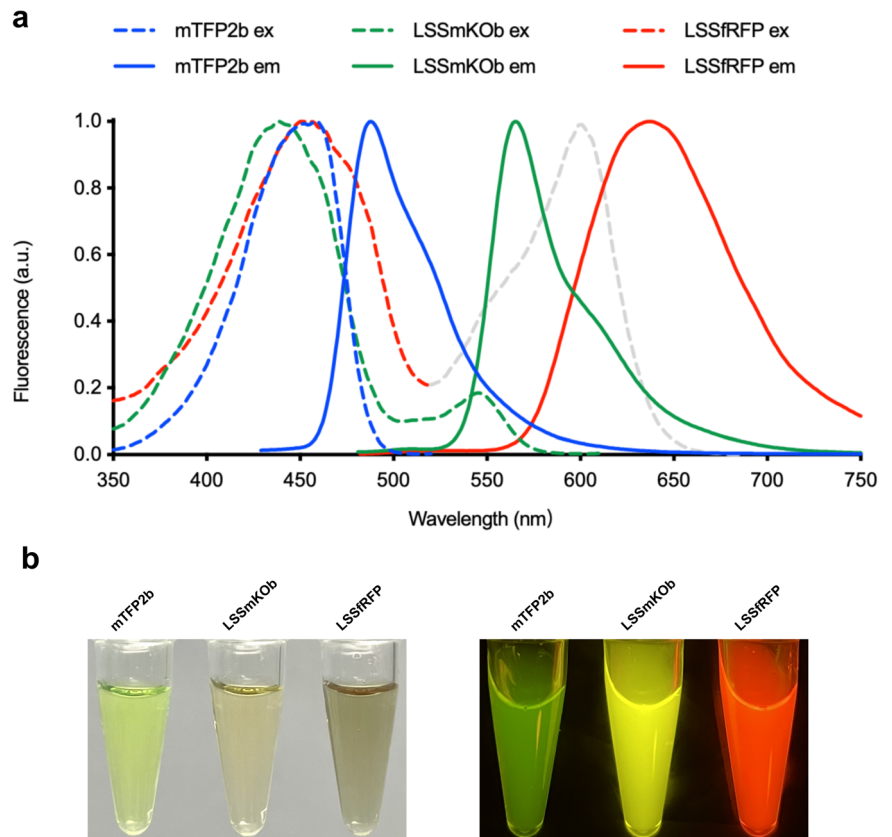 a
mTFP2b ex LSSmKOb ex LSSfRFP ex
mTFP2b em LSSmKOb em LSSfRFP em
1.0
0.8
0.6
0.4
0.2
0.0
Fluorescence (a.u.)
350 400 450 500 550 600 650 700 750
Wavelength (nm)
b
mTFP2b LSSmKOb LSSfRFP mTFP2b LSSmKOb LSSfRFP